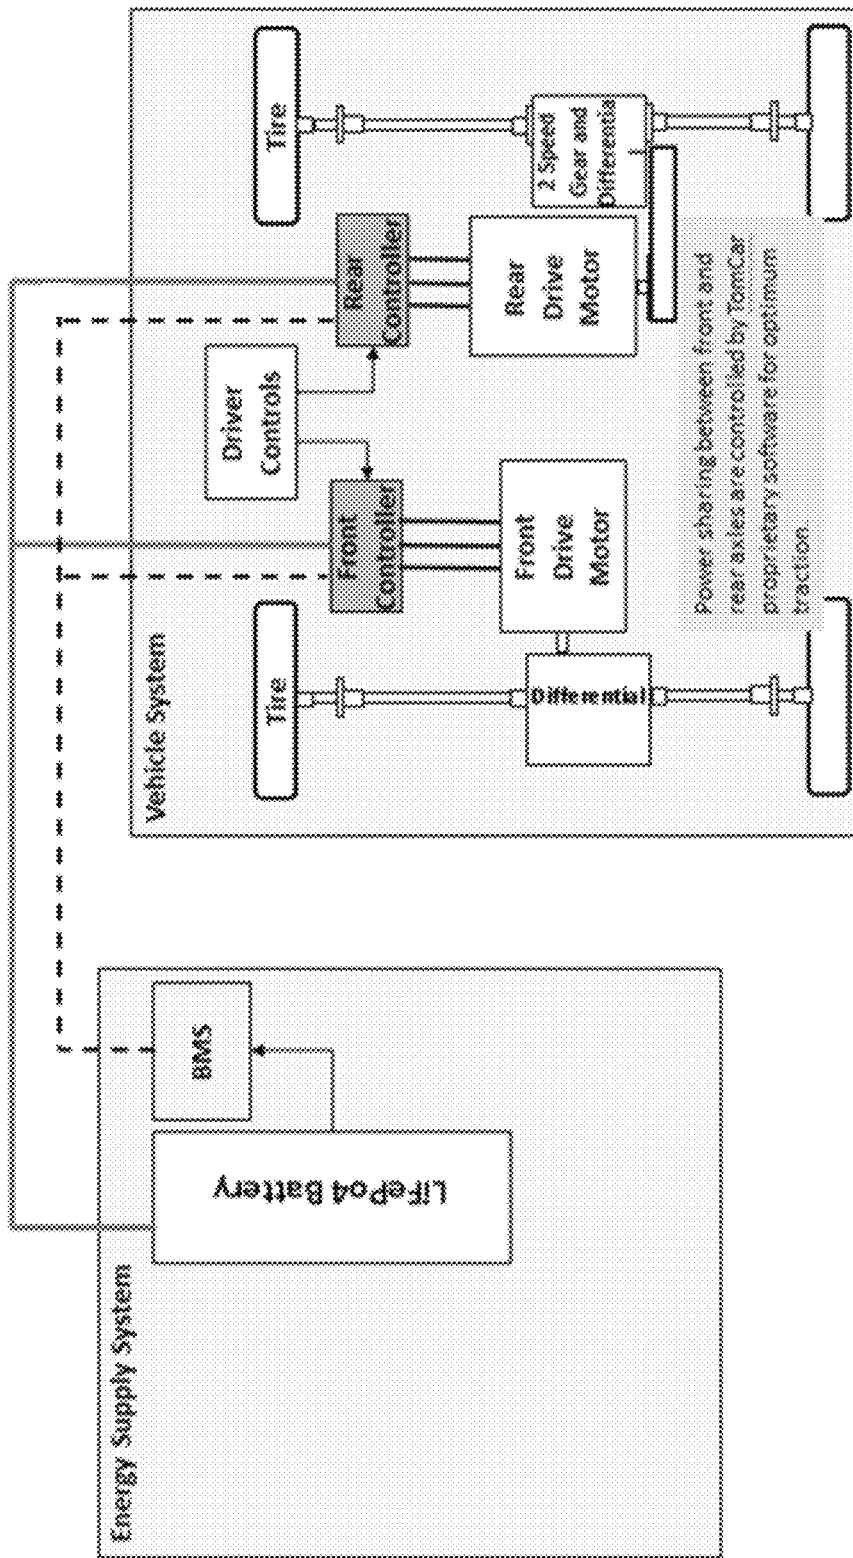 Energy Supply System
LiFePo4 Battery
BMS
Vehicle System
Tire
Differential
Front
Controller
Front
Drive
Motor
Driver
Controls
Rear
Controller
Rear
Drive
Motor
Tire
2 Speed
Gear and
Differential
Power sharing between front and
rear axles are controlled by TomCar
proprietary software for optimum
traction.